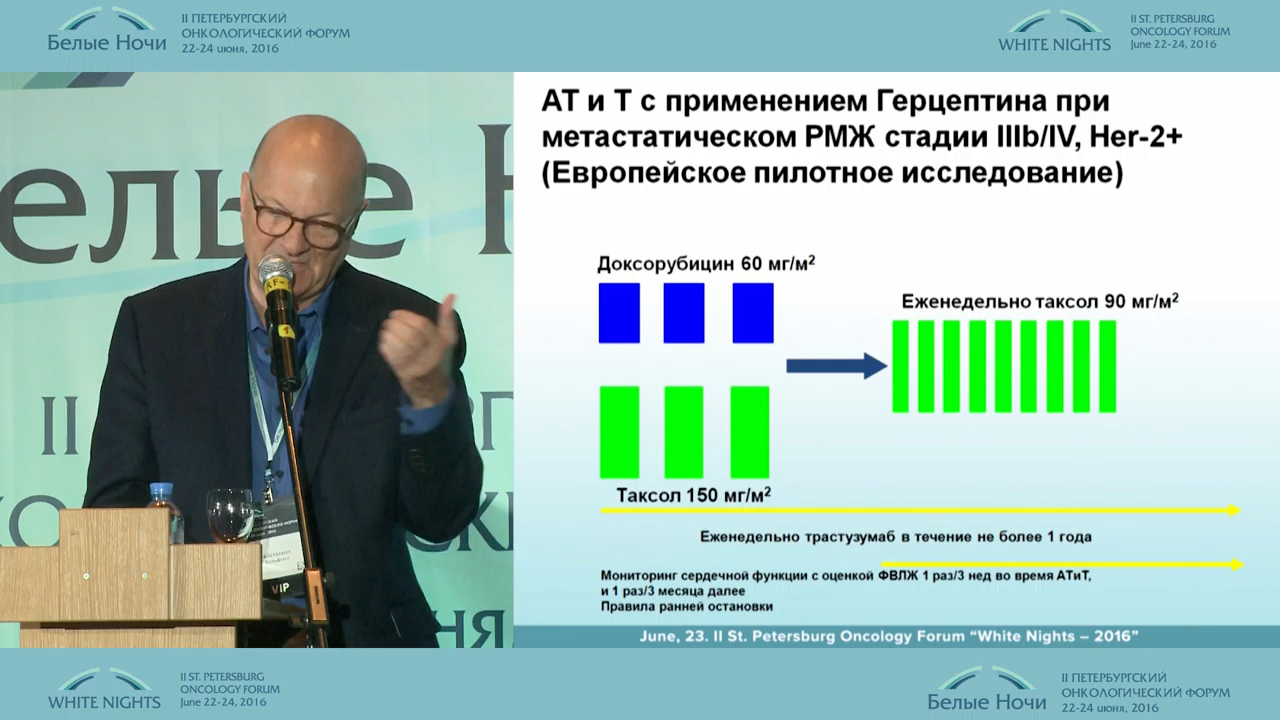 Белые Ночи
II ПЕТЕРБУРГСКИЙ
ОНКОЛОГИЧЕСКИЙ ФОРУМ
22-24 июня, 2016
WHITE NIGHTS
II ST. PETERSBURG
ONCOLOGY FORUM
June 22-24, 2016
елые Н
II
VIP
АТ и Т с применением Герцептина при
метастатическом РМЖ стадии IIIb/IV, Her-2+
(Европейское пилотное исследование)
Доксорубицин 60 мг/м²
Еженедельно таксол 90 мг/м²
Таксол 150 мг/м²
Еженедельно трастузумаб в течение не более 1 года
Мониторинг сердечной функции с оценкой ФВЛЖ 1 раз/3 нед во время АТиТ,
и 1 раз/3 месяца далее
Правила ранней остановки
June, 23. II St. Petersburg Oncology Forum “White Nights – 2016”
WHITE NIGHTS
II ST. PETERSBURG
ONCOLOGY FORUM
June 22-24, 2016
Белые Ночи
II ПЕТЕРБУРГСКИЙ
ОНКОЛОГИЧЕСКИЙ ФОРУМ
22-24 июня, 2016